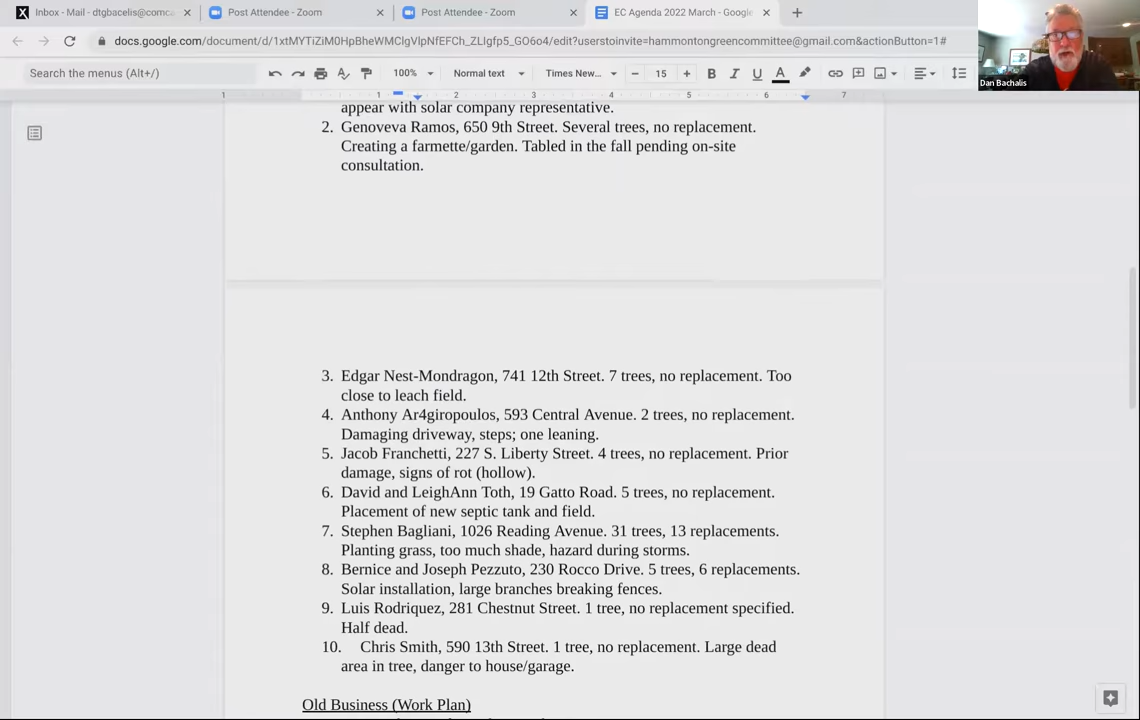 Inbox - Mail - dtgbacelis@comc
Post Attendee - Zoom
Post Attendee - Zoom
EC Agenda 2022 March - Google
docs.google.com/document/d/1xtMYTiZiM0HpBheWMClgVlpNfEFCh_ZLIgfp5_GO6o4/edit?userstoinvite=hammontongreencommittee@gmail.com&actionButton=1#
Dan Bachalis
Search the menus (Alt+/)
100%
Normal text
Times New...
15
B I U A
1 1 2 3 4 5 6 7
appear with solar company representative.
2. Genoveva Ramos, 650 9th Street. Several trees, no replacement.
Creating a farmette/garden. Tabled in the fall pending on-site
consultation.
3. Edgar Nest-Mondragon, 741 12th Street. 7 trees, no replacement. Too
close to leach field.
4. Anthony Ar4giropoulos, 593 Central Avenue. 2 trees, no replacement.
Damaging driveway, steps; one leaning.
5. Jacob Franchetti, 227 S. Liberty Street. 4 trees, no replacement. Prior
damage, signs of rot (hollow).
6. David and LeighAnn Toth, 19 Gatto Road. 5 trees, no replacement.
Placement of new septic tank and field.
7. Stephen Bagliani, 1026 Reading Avenue. 31 trees, 13 replacements.
Planting grass, too much shade, hazard during storms.
8. Bernice and Joseph Pezzuto, 230 Rocco Drive. 5 trees, 6 replacements.
Solar installation, large branches breaking fences.
9. Luis Rodriquez, 281 Chestnut Street. 1 tree, no replacement specified.
Half dead.
10. Chris Smith, 590 13th Street. 1 tree, no replacement. Large dead
area in tree, danger to house/garage.
Old Business (Work Plan)